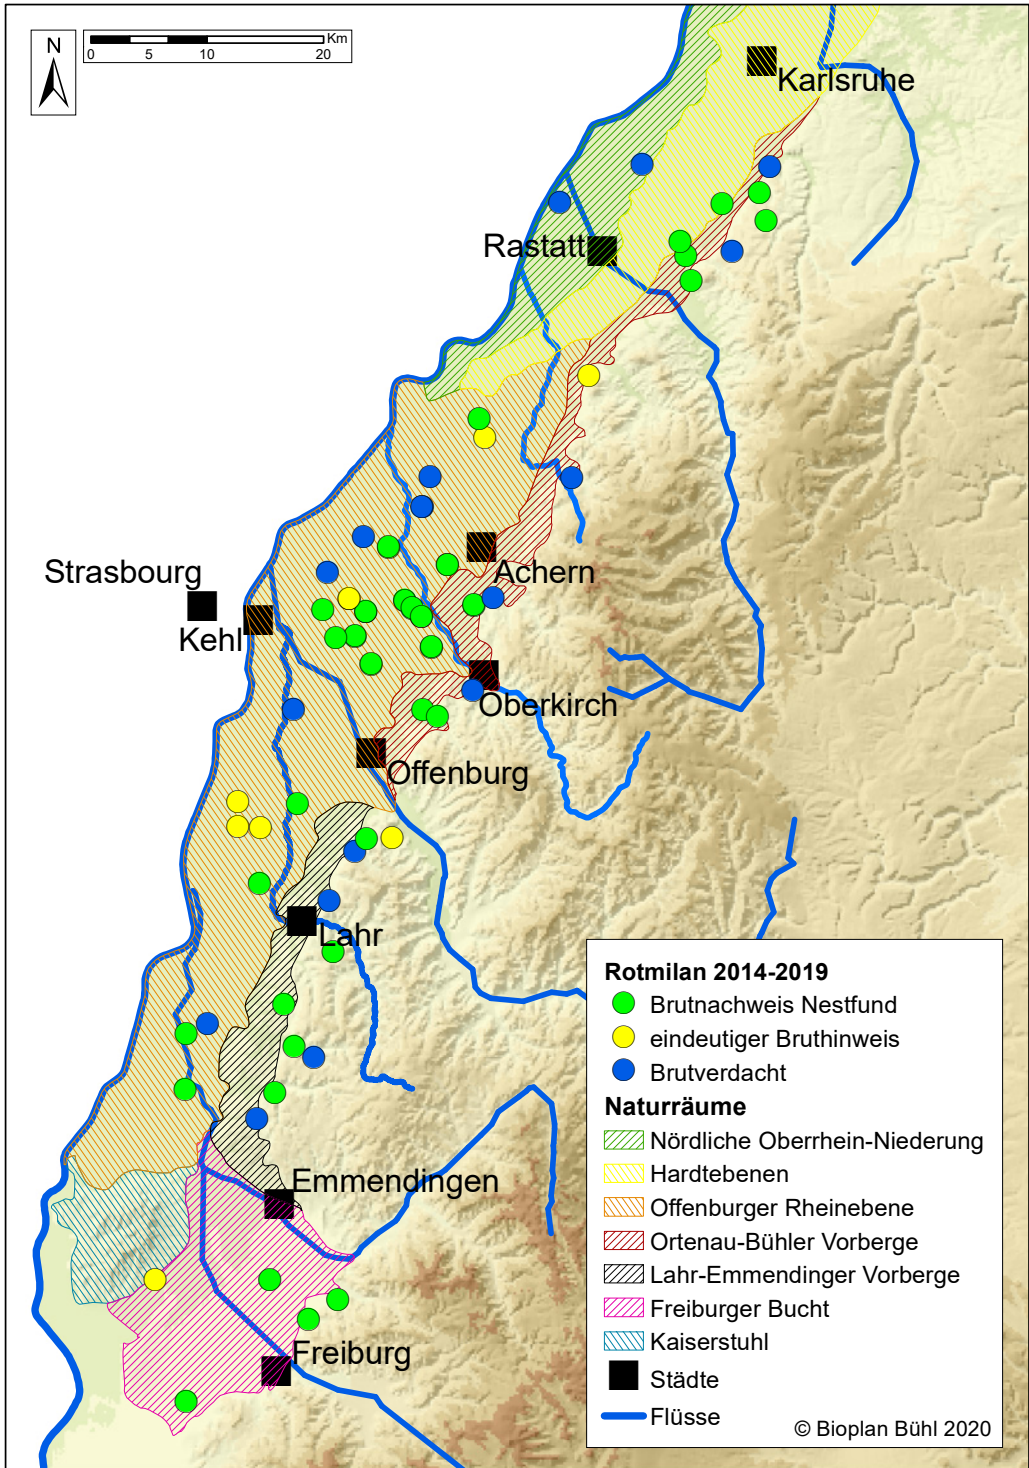 N
Km
0 5 10 20
Karlsruhe
Rastatt
Strasbourg
Achern
Kehl
Oberkirch
Offenburg
Lahr
Emmendingen
Freiburg
Rotmilan 2014-2019
Brutnachweis Nestfund
eindeutiger Bruthinweis
Brutverdacht
Naturräume
Nördliche Oberrhein-Niederung
Hardtebenen
Offenburger Rheinebene
Ortenau-Bühler Vorberge
Lahr-Emmendinger Vorberge
Freiburger Bucht
Kaiserstuhl
Städte
Flüsse
© Bioplan Bühl 2020